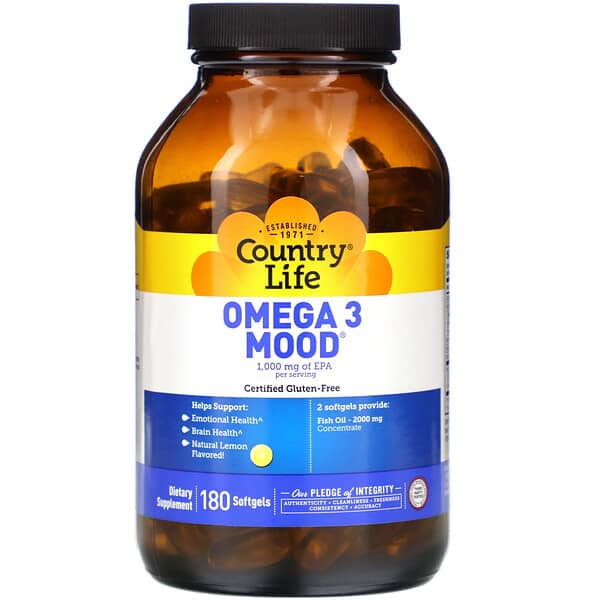 ESTABLISHED
1971
Country®
Life
OMEGA 3
MOOD®
1,000 mg of EPA
per serving
Certified Gluten-Free
Helps Support:
Emotional Health^
Brain Health^
Natural Lemon
Flavored!
2 softgels provide:
Fish Oil - 2000 mg
Concentrate
Dietary
Supplement
180 Softgels
Our PLEDGE of INTEGRITY
AUTHENTICITY • CLEANLINESS • FRESHNESS
CONSISTENCY • ACCURACY